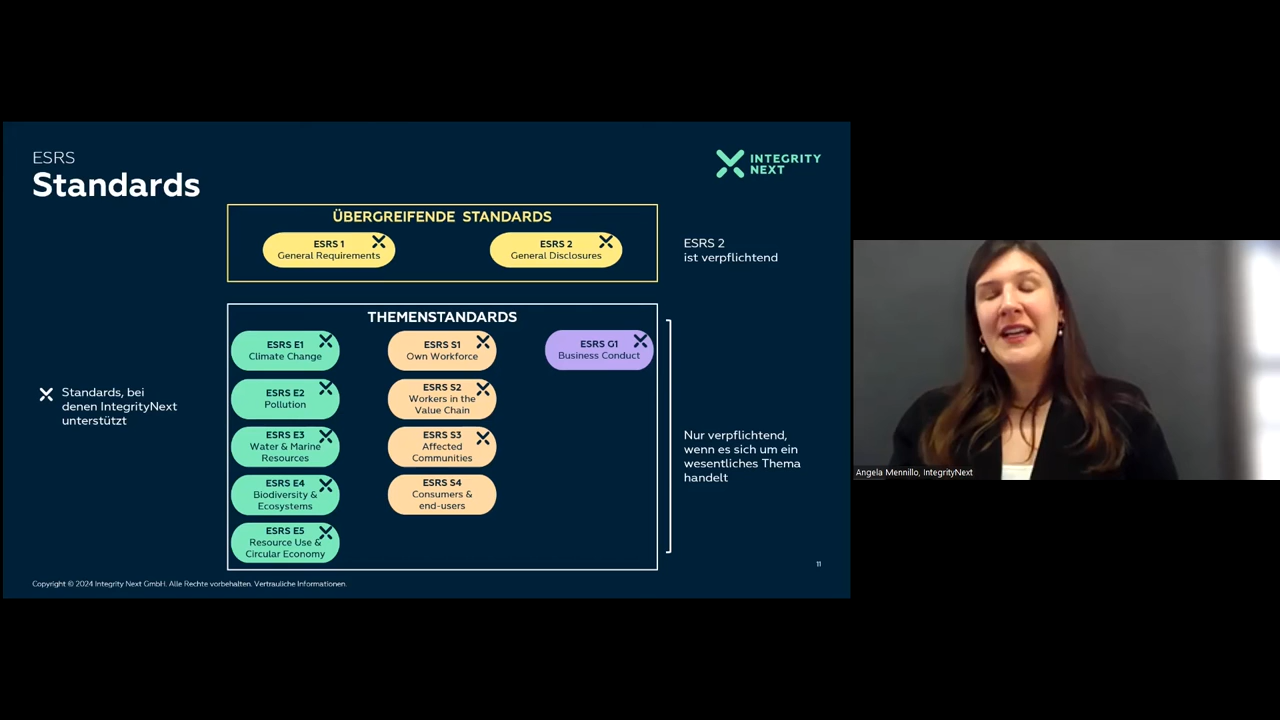 ESRS
Standards
INTEGRITY
NEXT
ÜBERGREIFENDE STANDARDS
ESRS 1
General Requirements
ESRS 2
General Disclosures
ESRS 2
ist verpflichtend
THEMENSTANDARDS
ESRS E1
Climate Change
ESRS E2
Pollution
ESRS E3
Water & Marine
Resources
ESRS E4
Biodiversity &
Ecosystems
ESRS E5
Resource Use &
Circular Economy
ESRS S1
Own Workforce
ESRS S2
Workers in the
Value Chain
ESRS S3
Affected
Communities
ESRS S4
Consumers &
end-users
ESRS G1
Business Conduct
Standards, bei
denen IntegrityNext
unterstützt
Nur verpflichtend,
wenn es sich um ein
wesentliches Thema
handelt
11
Copyright © 2024 Integrity Next GmbH. Alle Rechte vorbehalten. Vertrauliche Informationen.
Angela Mennillo, IntegrityNext